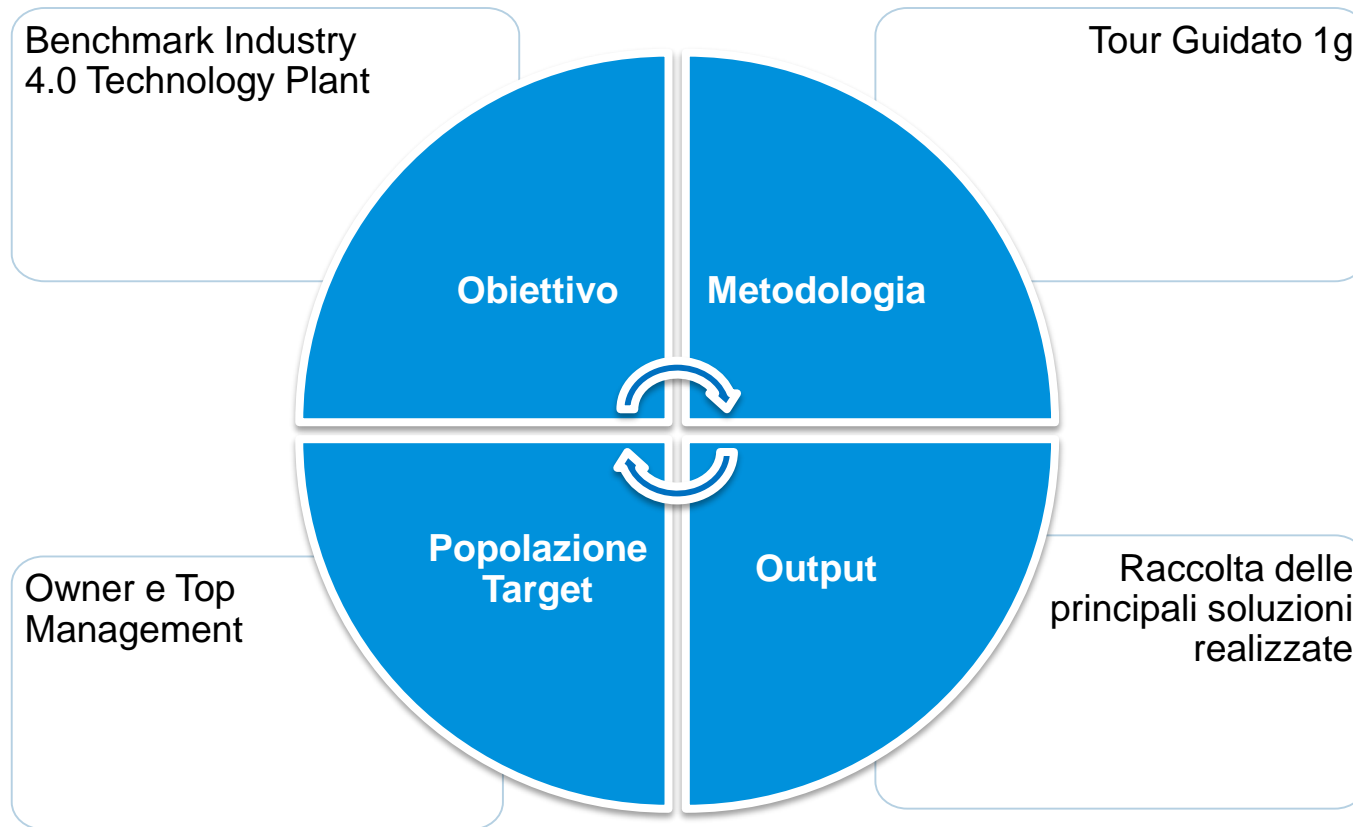 Benchmark Industry
4.0 Technology Plant
Tour Guidato 1g
Obiettivo
Metodologia
Popolazione
Target
Output
Owner e Top
Management
Raccolta delle
principali soluzioni
realizzate